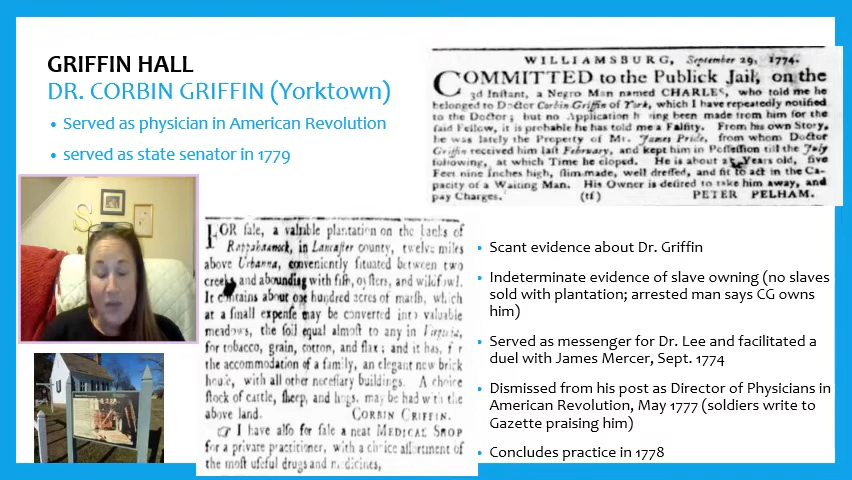 GRIFFIN HALL
DR. CORBIN GRIFFIN (Yorktown)
• Served as physician in American Revolution
• served as state senator in 1779
WILLIAMSBURG, September 29, 1774.
COMMITTED to the Publick Jail, on the
3d Instant, a Negro Man named CHARLES, who told me he
belonged to Doctor Corbin Griffin of York, which I have repeatedly notified
to the Doctor; but no Application h ving been made from him for the
said Fellow, it is probable he has told me a Falsity. From his own Story,
he was lately the Property of Mr. James Pride, from whom Doctor
Griffin received him last February, and kept him in Possession till the July
following, at which Time he eloped. He is about Years old, five
Feet nine Inches high, slim made, well dressed, and fit to act in the Ca-
pacity of a Waiting Man. His Owner is desired to take him away, and
pay Charges. (tf) PETER PELHAM.
FOR sale, a valuable plantation on the banks of
Rappahannock, in Lancaster county, twelve miles
above Urbanna, conveniently situated between two
creeks and abounding with fish, oysters, and wildfowl.
It contains about one hundred acres of marsh, which
at a small expense may be converted into valuable
meadows, the soil equal almost to any in Virginia,
for tobacco, grain, cotton, and flax; and it has, f r
the accommodation of a family, an elegant new brick
house, with all other necessary buildings. A choice
stock of cattle, sheep, and hogs. may be had with the
above land. CORBIN GRIFFIN.
☞ I have also for sale a neat MEDICAL SHOP
for a private practitioner, with a choice assortment of
the most useful drugs and m dicines,
• Scant evidence about Dr. Griffin
• Indeterminate evidence of slave owning (no slaves
sold with plantation; arrested man says CG owns
him)
• Served as messenger for Dr. Lee and facilitated a
duel with James Mercer, Sept. 1774
• Dismissed from his post as Director of Physicians in
American Revolution, May 1777 (soldiers write to
Gazette praising him)
• Concludes practice in 1778
S